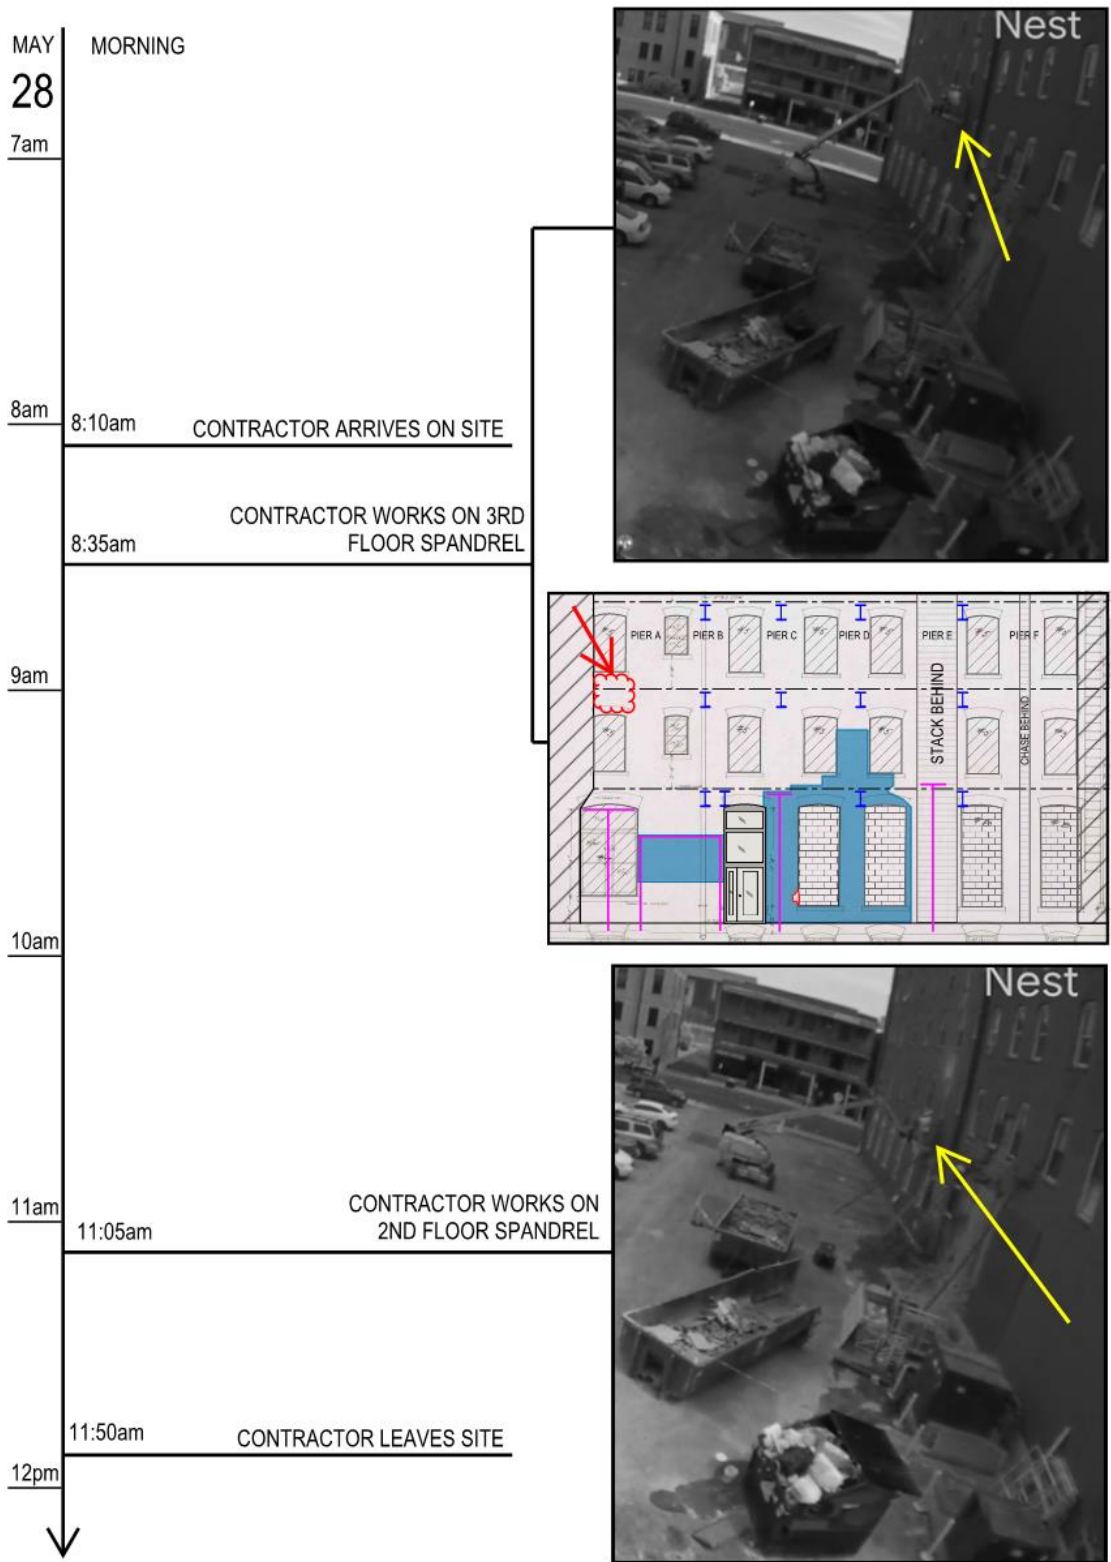 MAY
28
MORNING
7am
8am
8:10am
CONTRACTOR ARRIVES ON SITE
8:35am
CONTRACTOR WORKS ON 3RD
FLOOR SPANDREL
9am
10am
11am
11:05am
CONTRACTOR WORKS ON
2ND FLOOR SPANDREL
11:50am
CONTRACTOR LEAVES SITE
12pm
Nest
PIER A
PIER B
PIER C
PIER D
PIER E
PIER F
STACK BEHIND
CHASE BEHIND
Nest